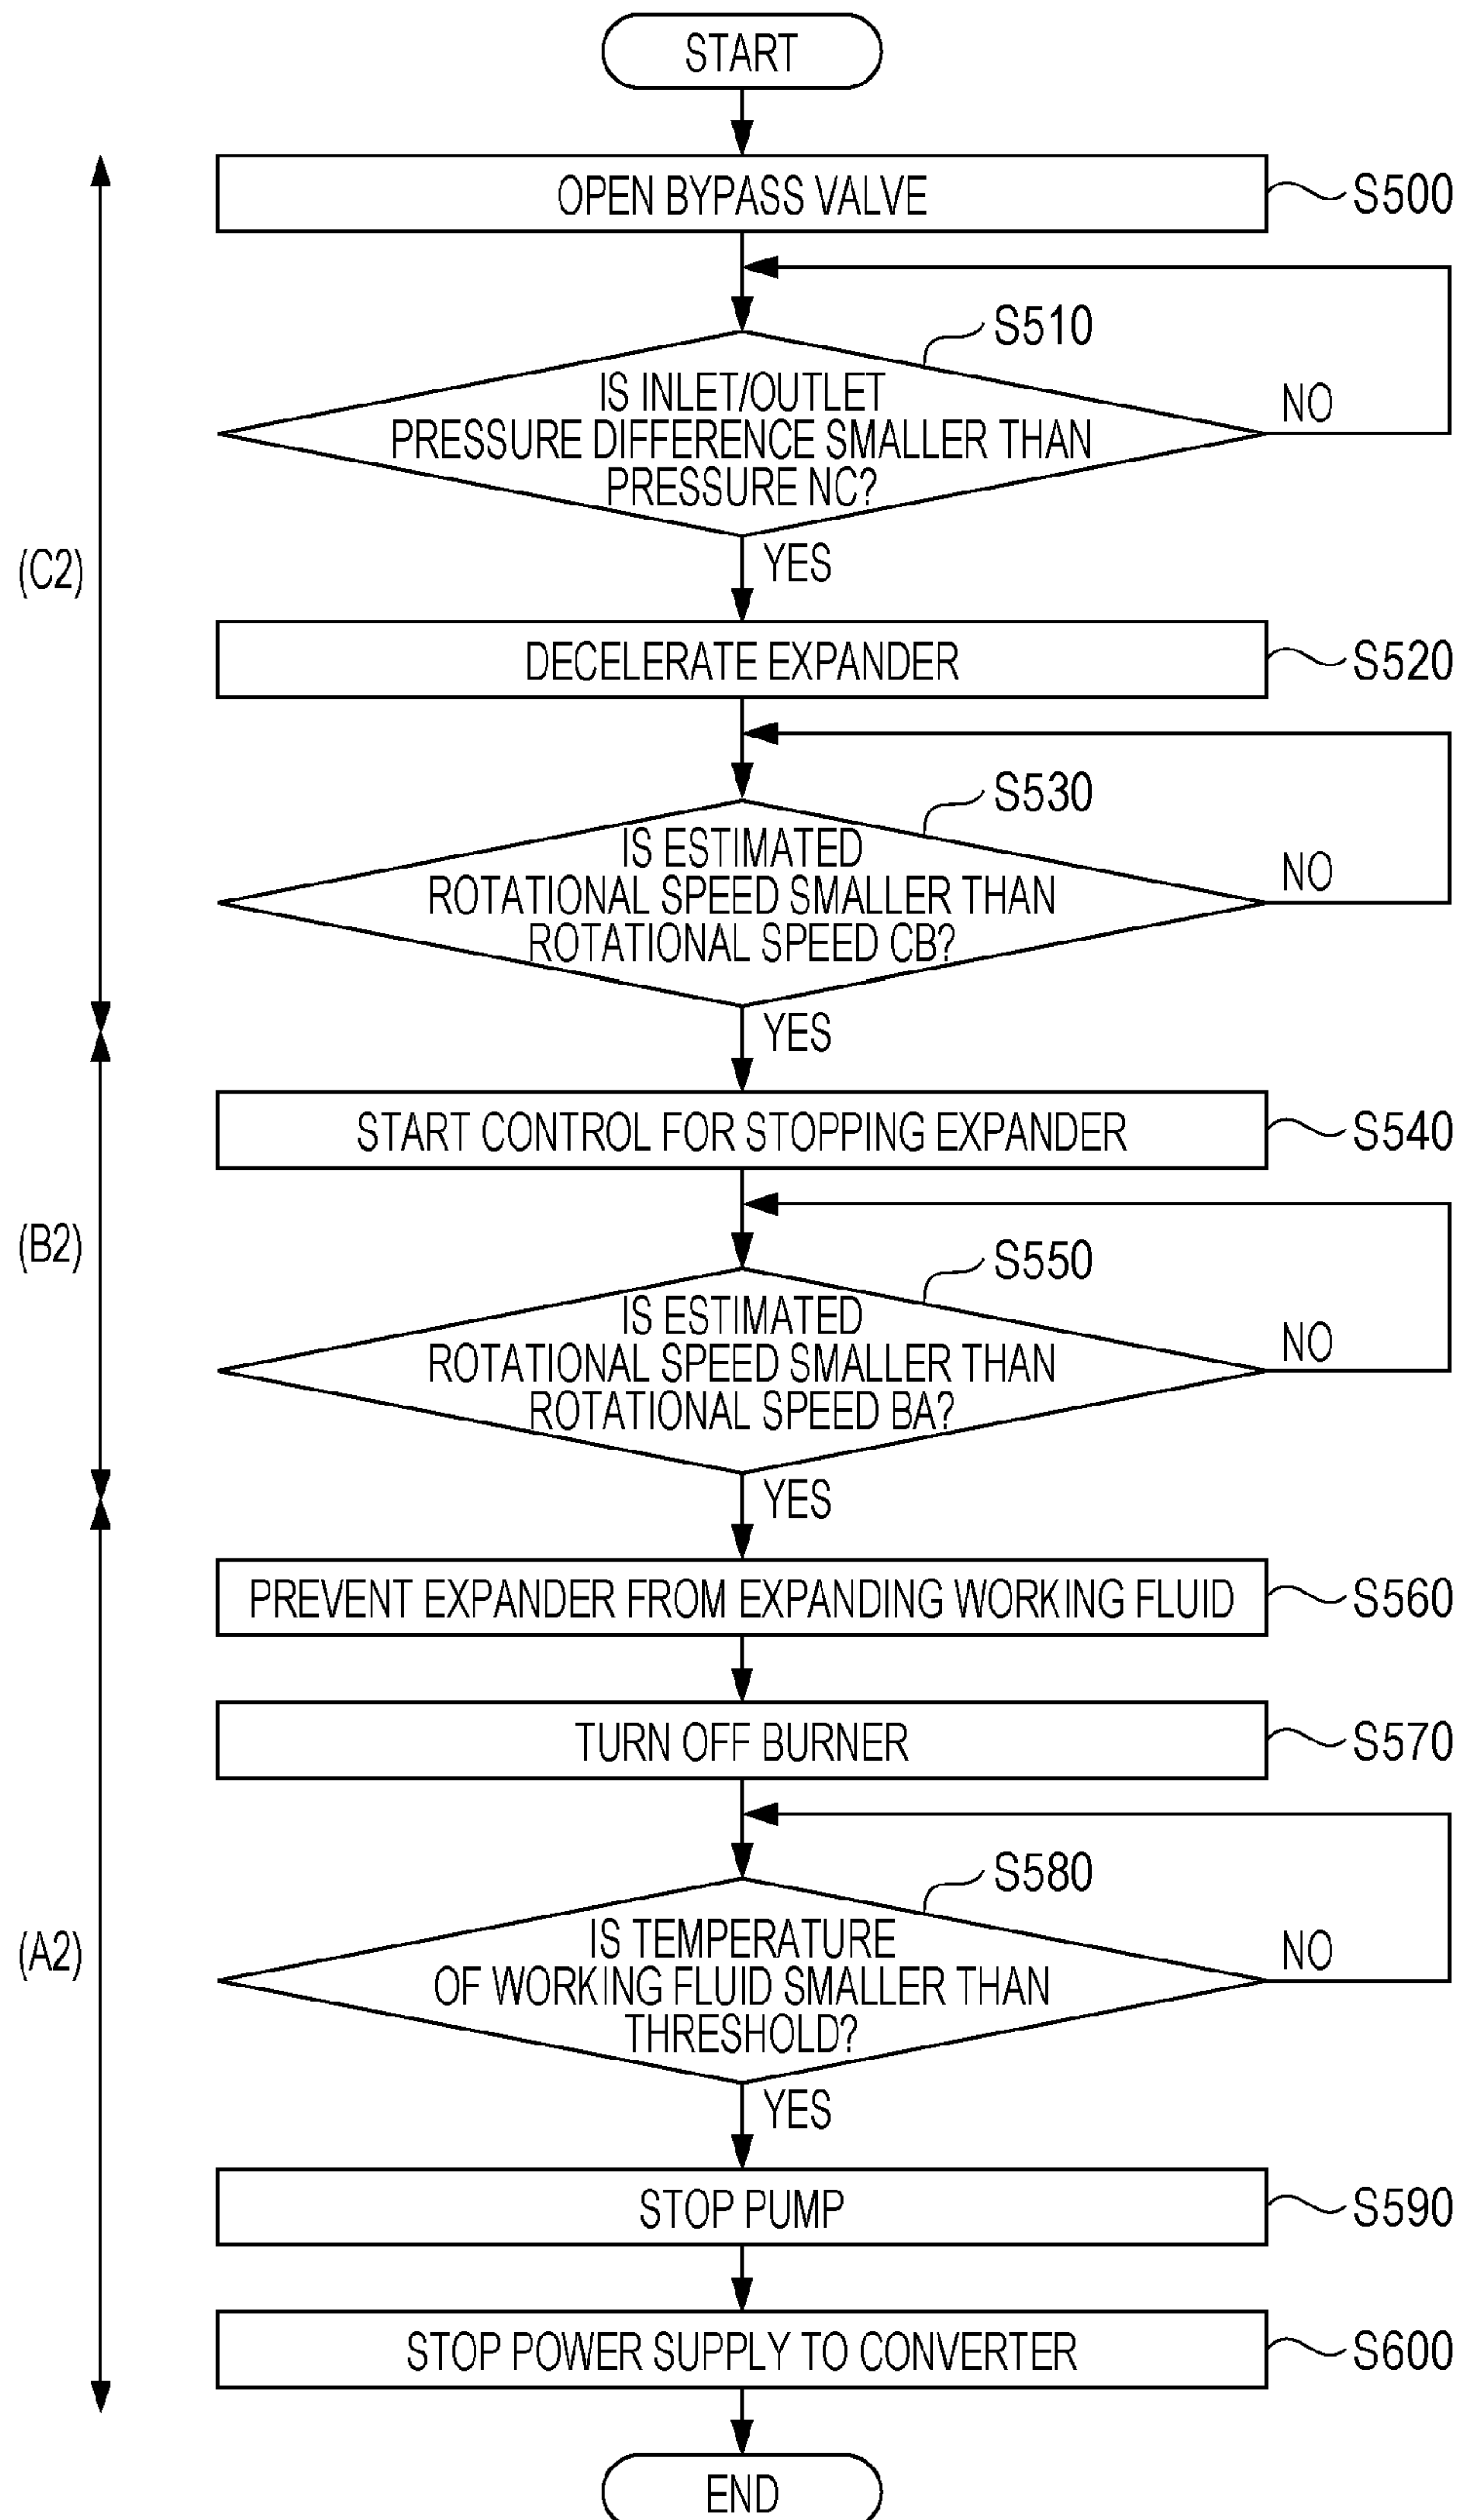 START
OPEN BYPASS VALVE
S500
S510
IS INLET/OUTLET
PRESSURE DIFFERENCE SMALLER THAN
PRESSURE NC?
NO
YES
(C2)
DECELERATE EXPANDER
S520
S530
IS ESTIMATED
ROTATIONAL SPEED SMALLER THAN
ROTATIONAL SPEED CB?
NO
YES
START CONTROL FOR STOPPING EXPANDER
S540
(B2)
S550
IS ESTIMATED
ROTATIONAL SPEED SMALLER THAN
ROTATIONAL SPEED BA?
NO
YES
PREVENT EXPANDER FROM EXPANDING WORKING FLUID
S560
TURN OFF BURNER
S570
S580
IS TEMPERATURE
OF WORKING FLUID SMALLER THAN
THRESHOLD?
NO
(A2)
YES
STOP PUMP
S590
STOP POWER SUPPLY TO CONVERTER
S600
END